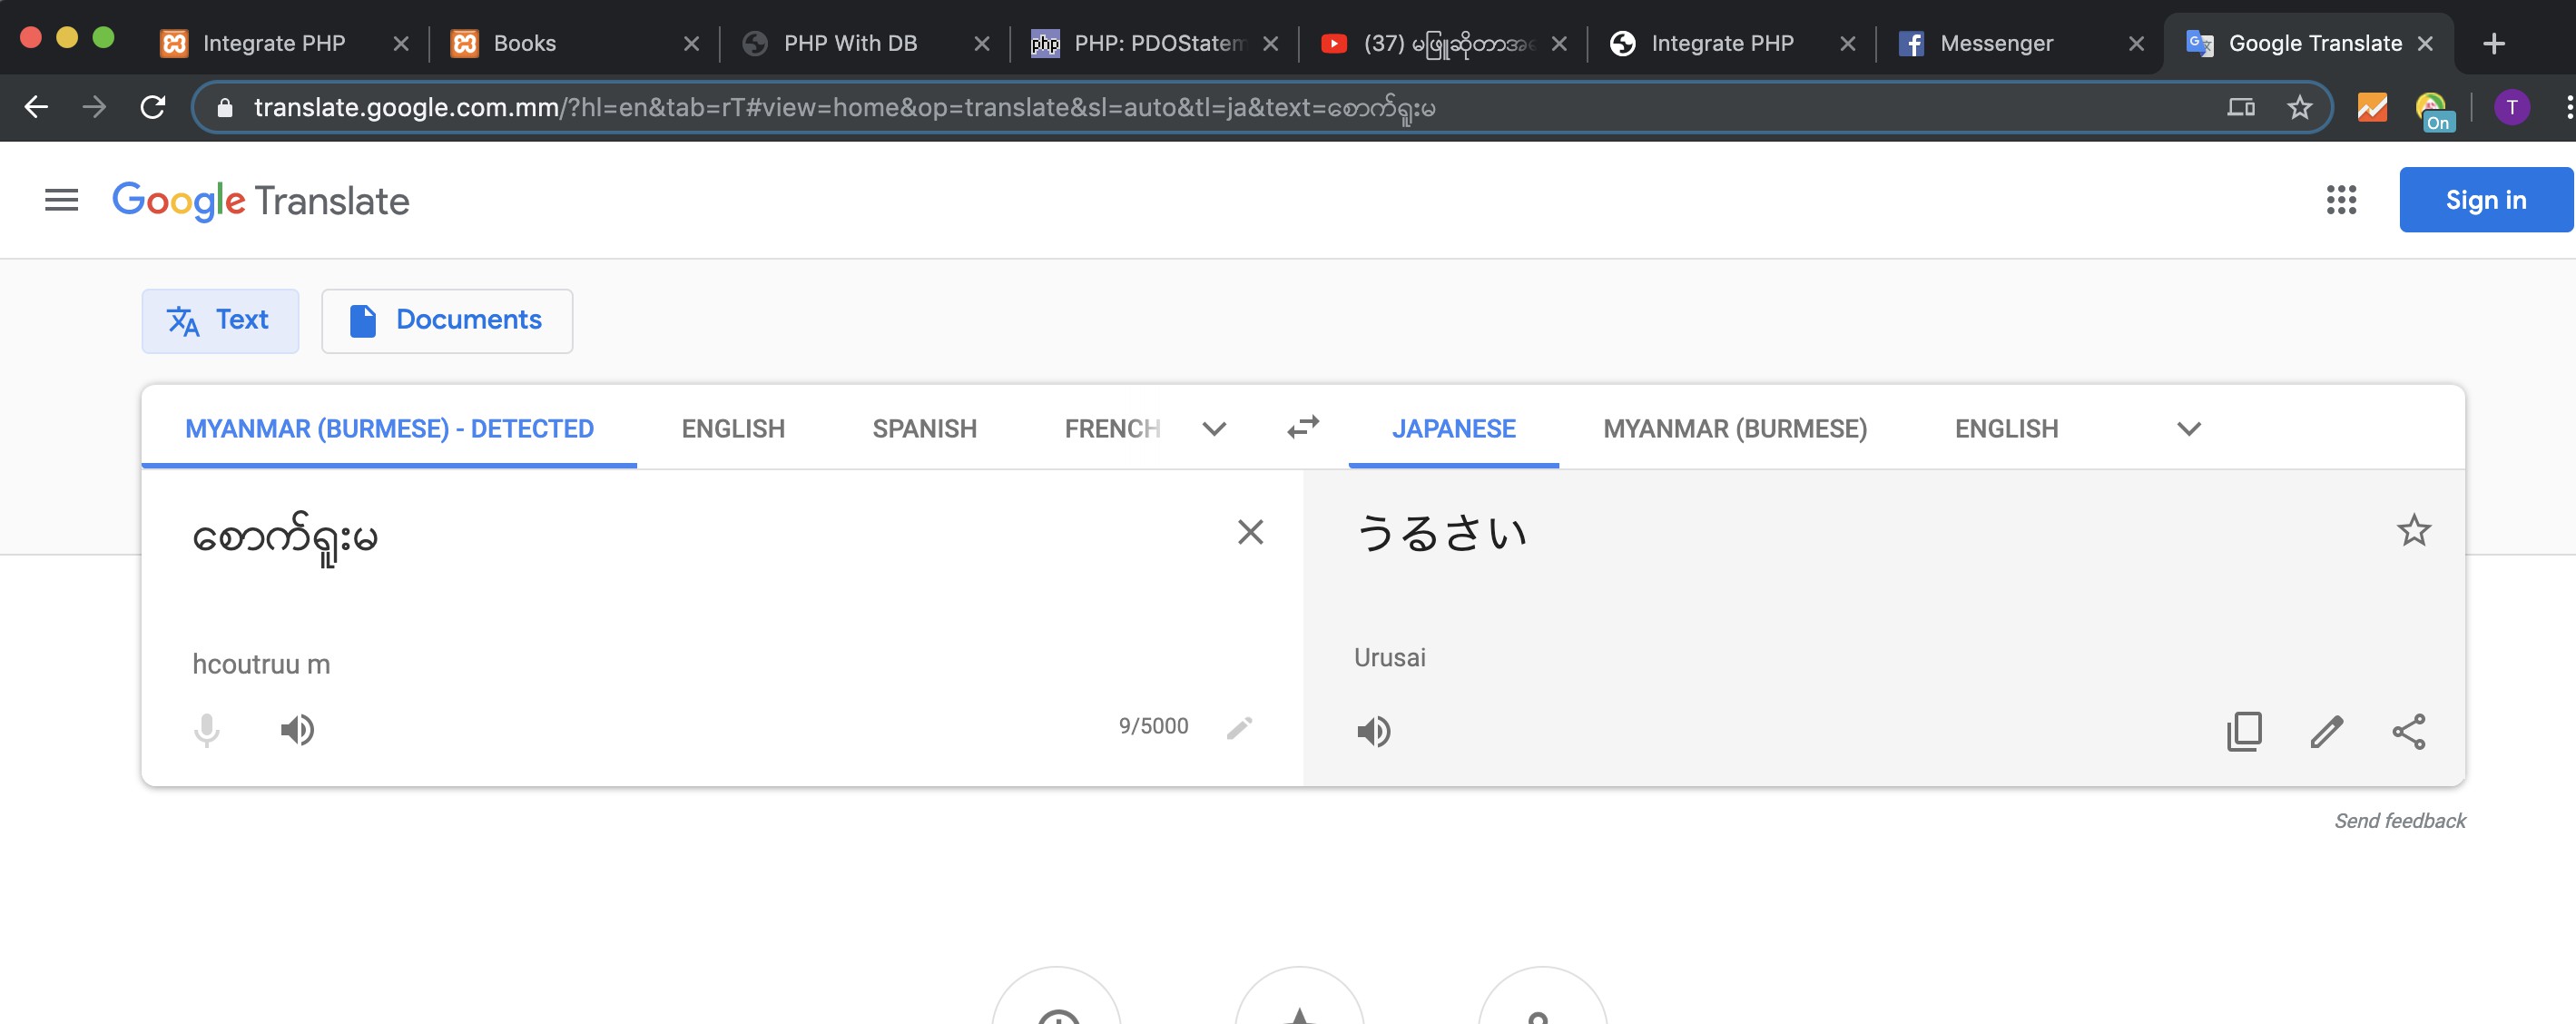 Integrate PHP
Books
PHP With DB
php PHP: PDOStatem
(37) မဖြူဆိုတာအ
Integrate PHP
Messenger
Google Translate
translate.google.com.mm/?hl=en&tab=rT#view=home&op=translate&sl=auto&tl=ja&text=စောက်ရူးမ
On
T
Google Translate
Sign in
Text
Documents
MYANMAR (BURMESE) - DETECTED ENGLISH SPANISH FRENCH
JAPANESE MYANMAR (BURMESE) ENGLISH
စောက်ရူးမ
hcoutruu m
9/5000
うるさい
Urusai
Send feedback